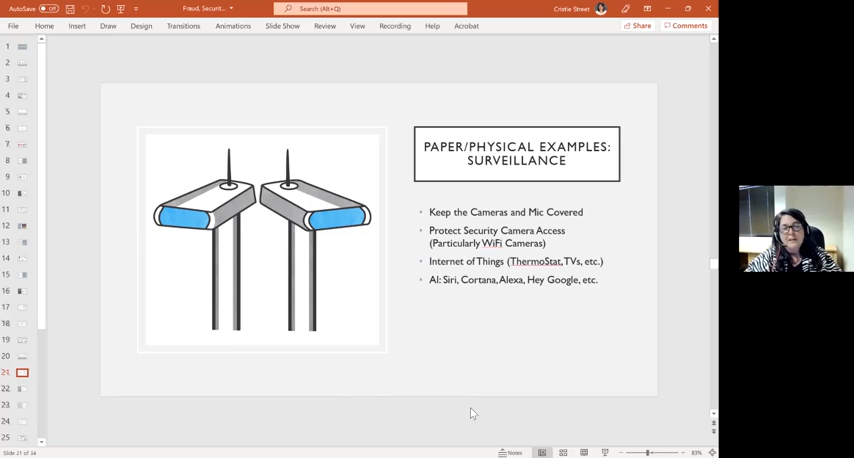 AutoSave Off
Fraud, Securit...
Search (Alt+Q)
Cristie Street
File Home Insert Draw Design Transitions Animations Slide Show Review View Recording Help Acrobat
Share Comments
1
2
3
4
5
6
7
8
9
10
11
12
13
14
15
16
17
18
19
20
21
22
23
24
25
PAPER/PHYSICAL EXAMPLES:
SURVEILLANCE
• Keep the Cameras and Mic Covered
• Protect Security Camera Access
(Particularly WiFi Cameras)
• Internet of Things (ThermoStat, TVs, etc.)
• AI: Siri, Cortana, Alexa, Hey Google, etc.
Slide 21 of 34
Notes
83%